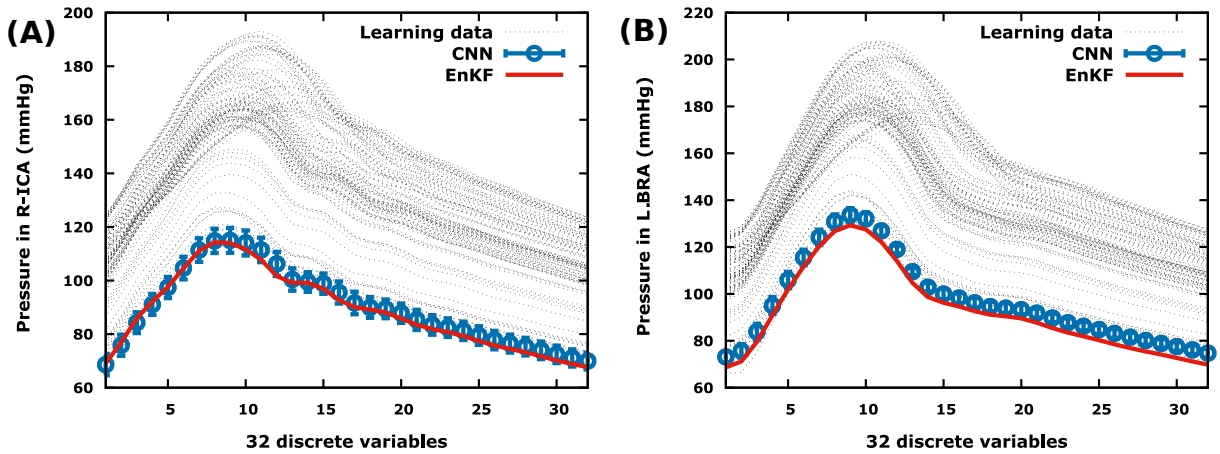 (A)
Pressure in R-ICA (mmHg)
200
180
160
140
120
100
80
60
5
10
15
20
25
30
32 discrete variables
Learning data
CNN
EnKF
(B)
Pressure in L.BRA (mmHg)
220
200
180
160
140
120
100
80
60
5
10
15
20
25
30
32 discrete variables
Learning data
CNN
EnKF